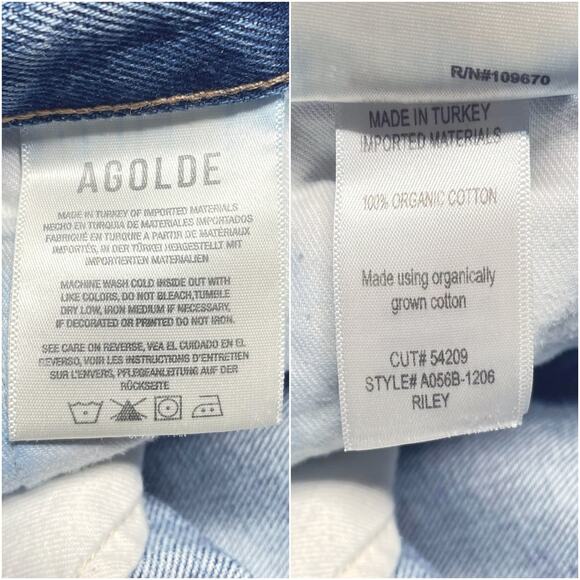 AGOLDE
MADE IN TURKEY OF IMPORTED MATERIALS
HECHO EN TURQUIA DE MATERIALES IMPORTADOS
FABRIQUÉ EN TURQUIE A PARTIR DE MATÉRIAUX
IMPORTÉS, IN DER TÜRKEI HERGESTELLT MIT
IMPORTIERTEN MATERIALIEN
MACHINE WASH COLD INSIDE OUT WITH
LIKE COLORS, DO NOT BLEACH,TUMBLE
DRY LOW, IRON MEDIUM IF NECESSARY,
IF DECORATED OR PRINTED DO NOT IRON.
SEE CARE ON REVERSE, VEA EL CUIDADO EN EL
REVERSO, VOIR LES INSTRUCTIONS D'ENTRETIEN
SUR L'ENVERS, PFLEGEANLEITUNG AUF DER
RÜCKSEITE
R/N#109670
MADE IN TURKEY
IMPORTED MATERIALS
100% ORGANIC COTTON
Made using organically
grown cotton
CUT# 54209
STYLE# A056B-1206
RILEY